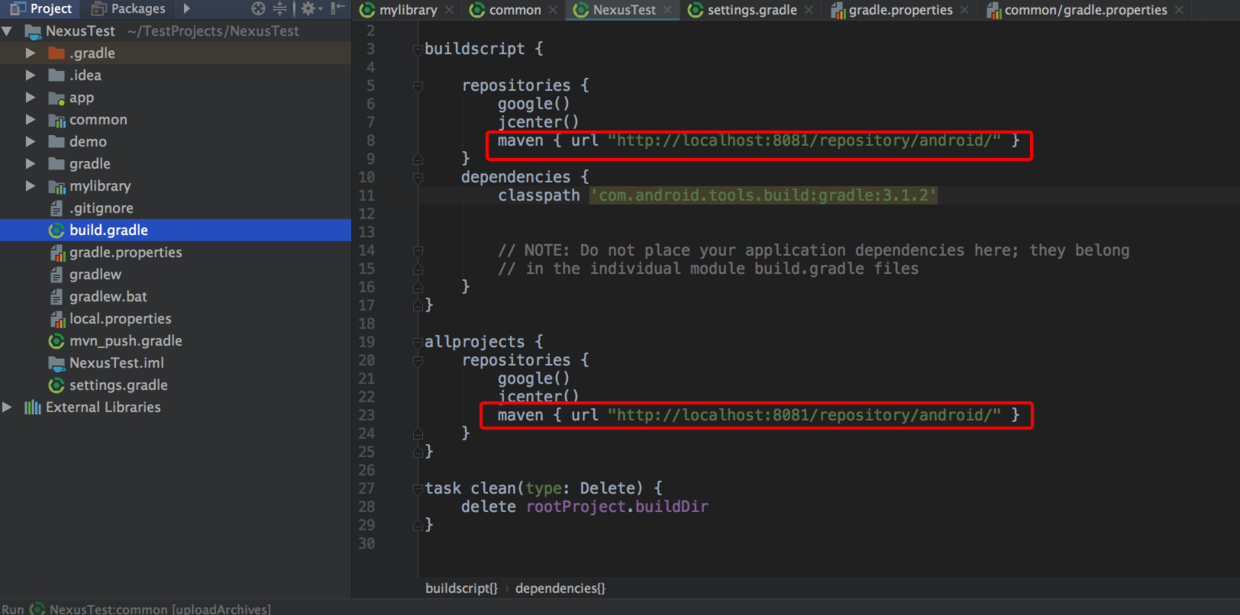 Project Packages
mylibrary common NexusTest settings.gradle gradle.properties common/gradle.properties
NexusTest ~/TestProjects/NexusTest
.gradle
.idea
app
common
demo
gradle
mylibrary
.gitignore
build.gradle
gradle.properties
gradlew
gradlew.bat
local.properties
mvn_push.gradle
NexusTest.iml
settings.gradle
External Libraries
2
3 buildscript {
4
5 repositories {
6 google()
7 jcenter()
8 maven { url "http://localhost:8081/repository/android/" }
9 }
10 dependencies {
11 classpath 'com.android.tools.build:gradle:3.1.2'
12
13
14 // NOTE: Do not place your application dependencies here; they belong
15 // in the individual module build.gradle files
16 }
17 }
18
19 allprojects {
20 repositories {
21 google()
22 jcenter()
23 maven { url "http://localhost:8081/repository/android/" }
24 }
25 }
26
27 task clean(type: Delete) {
28 delete rootProject.buildDir
29 }
30
buildscript{} › dependencies{}
Run NexusTest:common [uploadArchives]